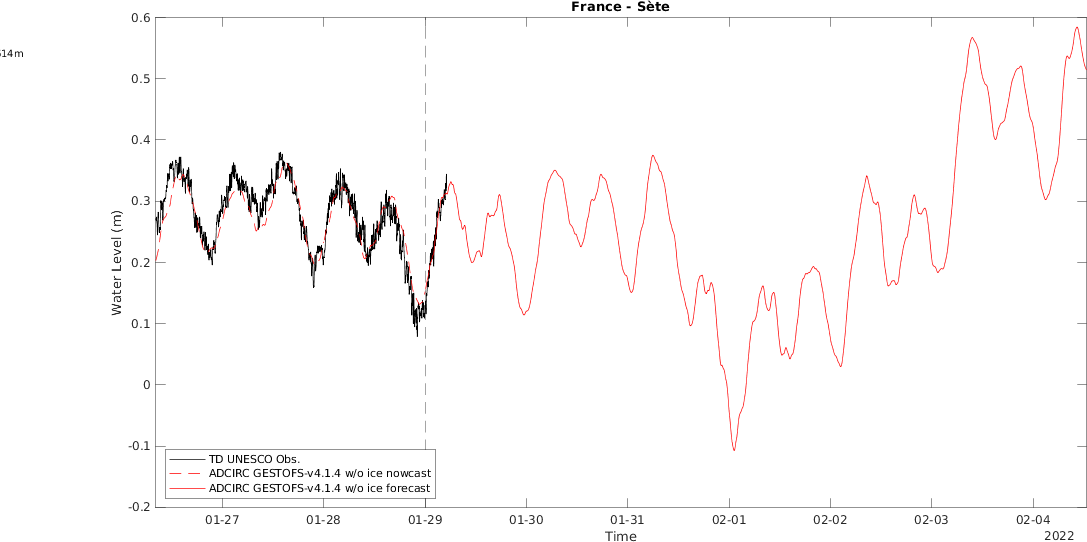 France - Sète
614m
0.6
0.5
0.4
0.3
0.2
0.1
0
-0.1
-0.2
Water Level (m)
TD UNESCO Obs.
ADCIRC GESTOFS-v4.1.4 w/o ice nowcast
ADCIRC GESTOFS-v4.1.4 w/o ice forecast
01-27 01-28 01-29 01-30 01-31 02-01 02-02 02-03 02-04
Time
2022